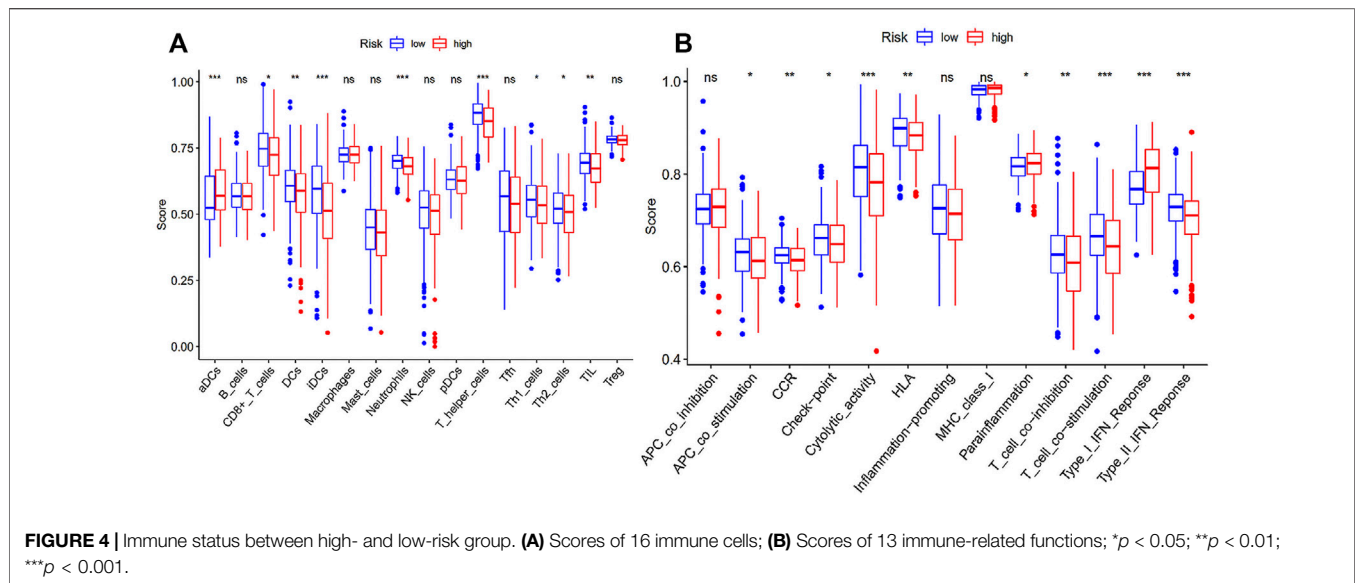 A
Risk low high
*** ns * ** *** ns ns *** ns ns *** ns * * ** ns
1.00
0.75
0.50
0.25
0.00
Score
aDCs
B_cells
CD8+_T_cells
DCs
iDCs
Macrophages
Mast_cells
Neutrophils
NK_cells
pDCs
T_helper_cells
Tfh
Th1_cells
Th2_cells
TIL
Treg
B
Risk low high
ns * ** * *** ** ns ns * ** *** *** ***
1.0
0.8
0.6
0.4
Score
APC_co_inhibition
APC_co_stimulation
CCR
Check-point
Cytolytic_activity
HLA
Inflammation-promoting
MHC_class_I
Parainflammation
T_cell_co-inhibition
T_cell_co-stimulation
Type_I_IFN_Reponse
Type_II_IFN_Reponse
FIGURE 4 | Immune status between high- and low-risk group. (A) Scores of 16 immune cells; (B) Scores of 13 immune-related functions; *p < 0.05; **p < 0.01;
***p < 0.001.